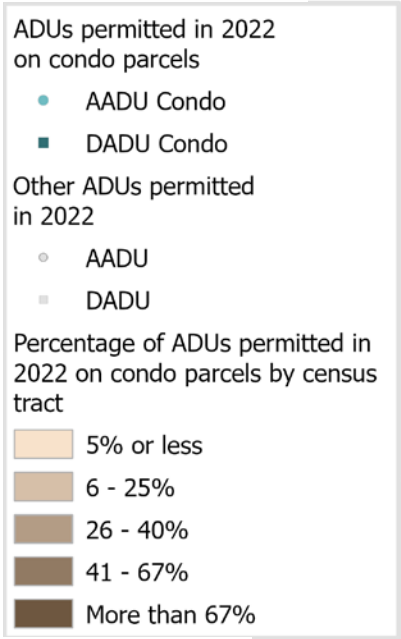 ADUs permitted in 2022
on condo parcels
AADU Condo
DADU Condo
Other ADUs permitted
in 2022
AADU
DADU
Percentage of ADUs permitted in
2022 on condo parcels by census
tract
5% or less
6 - 25%
26 - 40%
41 - 67%
More than 67%